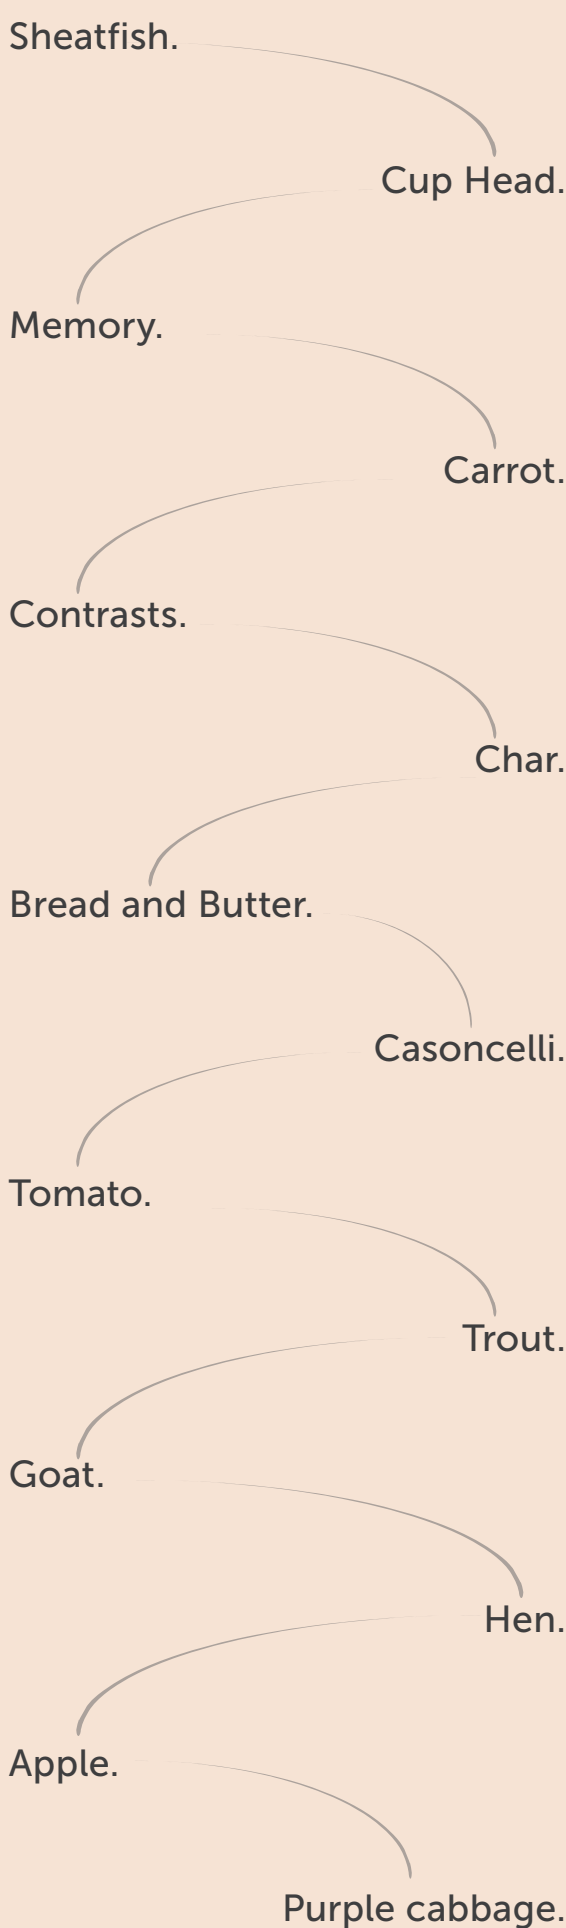 Sheatfish.
Cup Head.
Memory.
Carrot.
Contrasts.
Char.
Bread and Butter.
Casoncelli.
Tomato.
Trout.
Goat.
Hen.
Apple.
Purple cabbage.